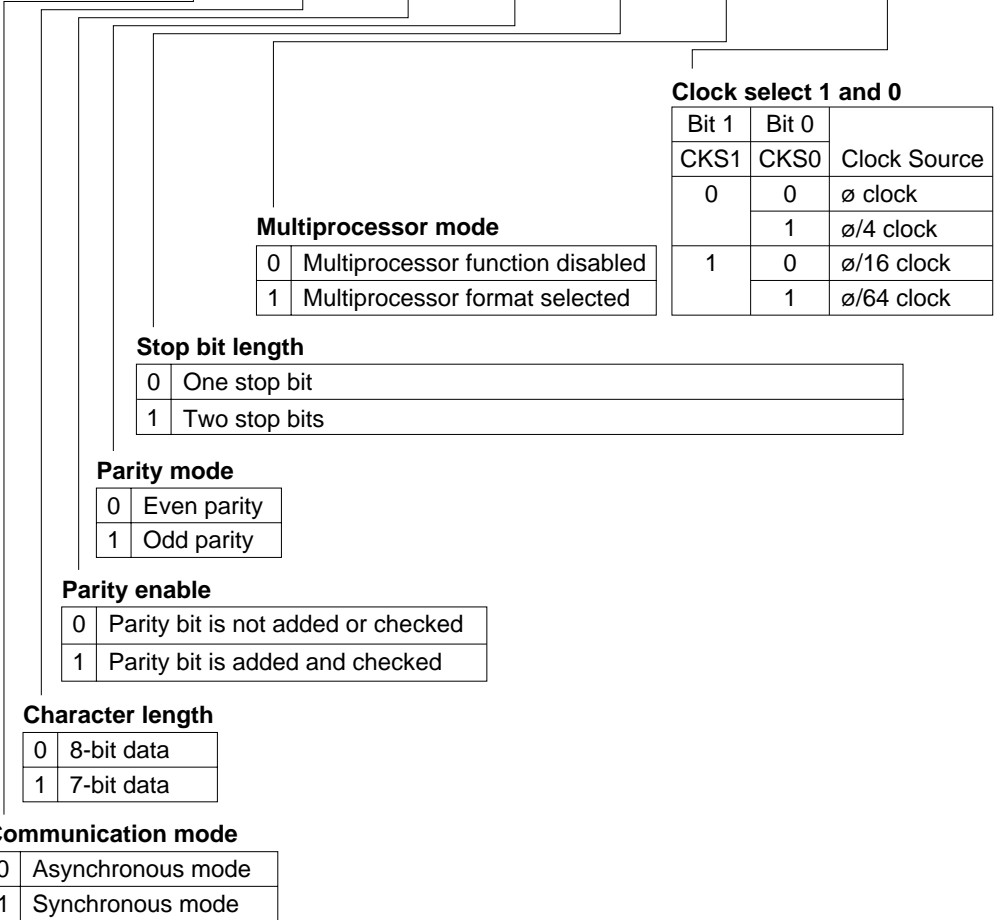 Clock select 1 and 0
Bit 1 Bit 0
CKS1 CKS0 Clock Source
0 0 ø clock
1 ø/4 clock
1 0 ø/16 clock
1 ø/64 clock
Multiprocessor mode
0 Multiprocessor function disabled
1 Multiprocessor format selected
Stop bit length
0 One stop bit
1 Two stop bits
Parity mode
0 Even parity
1 Odd parity
Parity enable
0 Parity bit is not added or checked
1 Parity bit is added and checked
Character length
0 8-bit data
1 7-bit data
Communication mode
0 Asynchronous mode
1 Synchronous mode